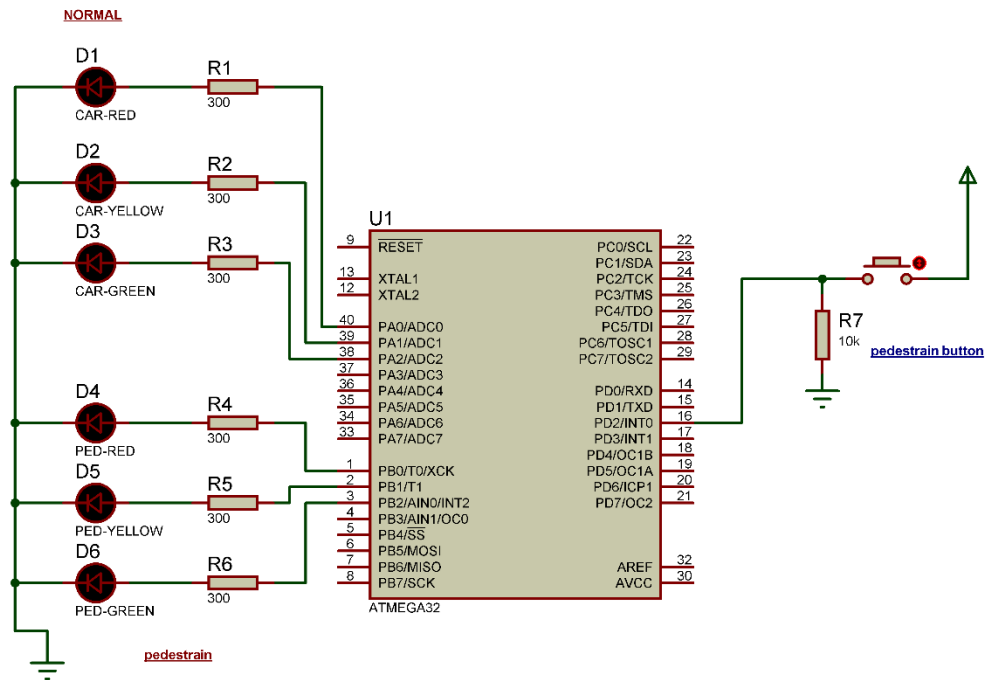 NORMAL
D1
CAR-RED
R1
300
D2
CAR-YELLOW
R2
300
D3
CAR-GREEN
R3
300
D4
PED-RED
R4
300
D5
PED-YELLOW
R5
300
D6
PED-GREEN
R6
300
pedestrain
U1
9 RESET
13 XTAL1
12 XTAL2
40 PA0/ADC0
39 PA1/ADC1
38 PA2/ADC2
37 PA3/ADC3
36 PA4/ADC4
35 PA5/ADC5
34 PA6/ADC6
33 PA7/ADC7
1 PB0/T0/XCK
2 PB1/T1
3 PB2/AIN0/INT2
4 PB3/AIN1/OC0
5 PB4/SS
6 PB5/MOSI
7 PB6/MISO
8 PB7/SCK
PC0/SCL 22
PC1/SDA 23
PC2/TCK 24
PC3/TMS 25
PC4/TDO 26
PC5/TDI 27
PC6/TOSC1 28
PC7/TOSC2 29
PD0/RXD 14
PD1/TXD 15
PD2/INT0 16
PD3/INT1 17
PD4/OC1B 18
PD5/OC1A 19
PD6/ICP1 20
PD7/OC2 21
AREF 32
AVCC 30
ATMEGA32
R7
10k
pedestrain button